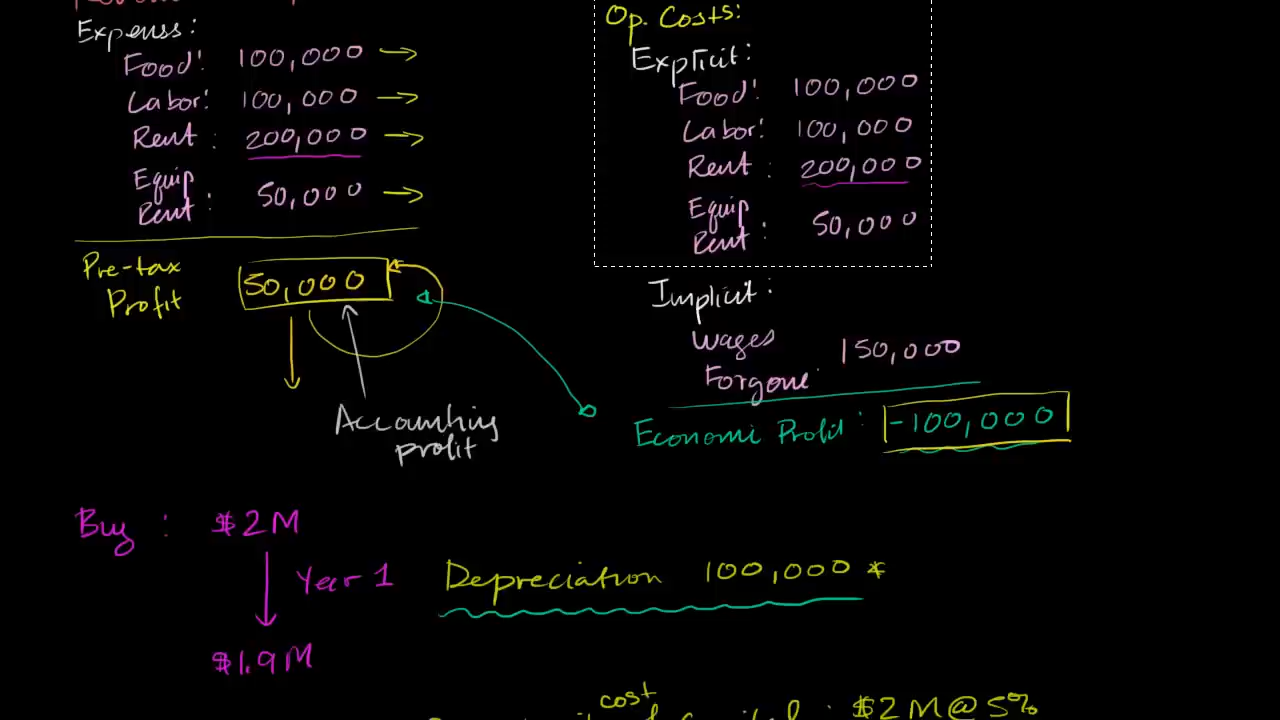 Expenss:
Food: 100,000
Labor: 100,000
Rent : 200,000
Equip
Rent : 50,000
Pre-tax
Profit 50,000
Accounting
profit
Op. Costs:
Explicit:
Food: 100,000
Labor: 100,000
Rent : 200,000
Equip
Rent : 50,000
Implicit:
Wages
Forgone: 150,000
Economic Profit: -100,000
Buy : $2M
Year 1 Depreciation 100,000 *
$1.9M
cost
$2M@5%